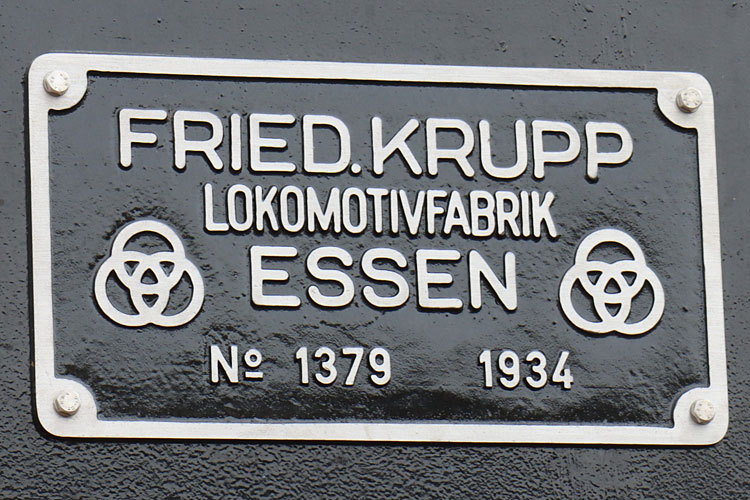 FRIED.KRUPP
LOKOMOTIVFABRIK
ESSEN
Nº 1379 1934